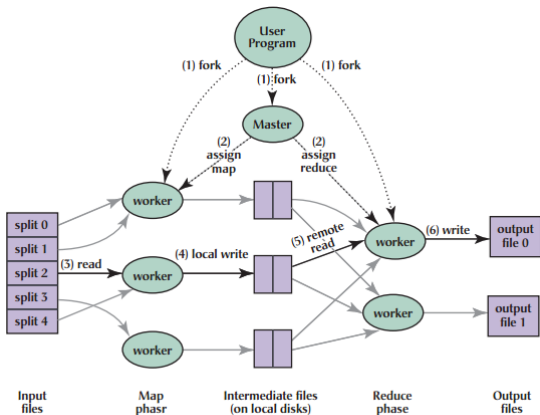 User
Program
(1) fork
(1) fork
(1) fork
Master
(2)
assign
map
(2)
assign
reduce
worker
split 0
split 1
split 2
split 3
split 4
(3) read
worker
(4) local write
(5) remote
read
worker
(6) write
output
file 0
worker
output
file 1
worker
Input
files
Map
phasr
Intermediate files
(on local disks)
Reduce
phase
Output
files